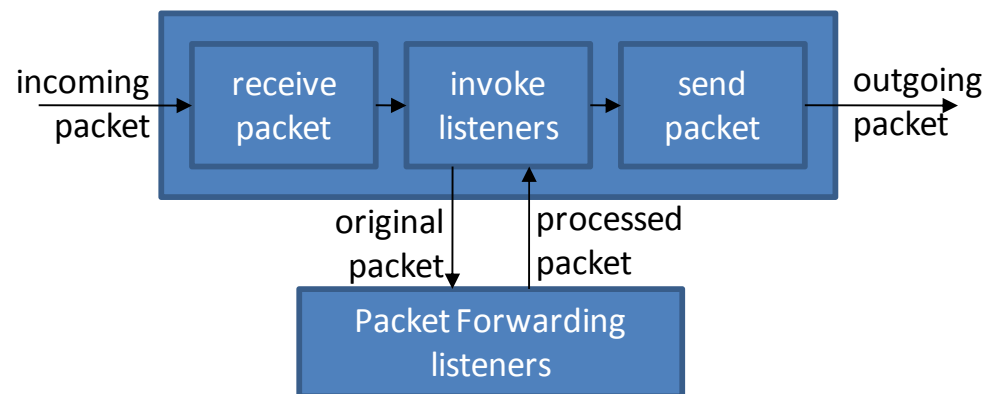 incoming
packet
receive
packet
invoke
listeners
send
packet
outgoing
packet
original
packet
processed
packet
Packet Forwarding
listeners